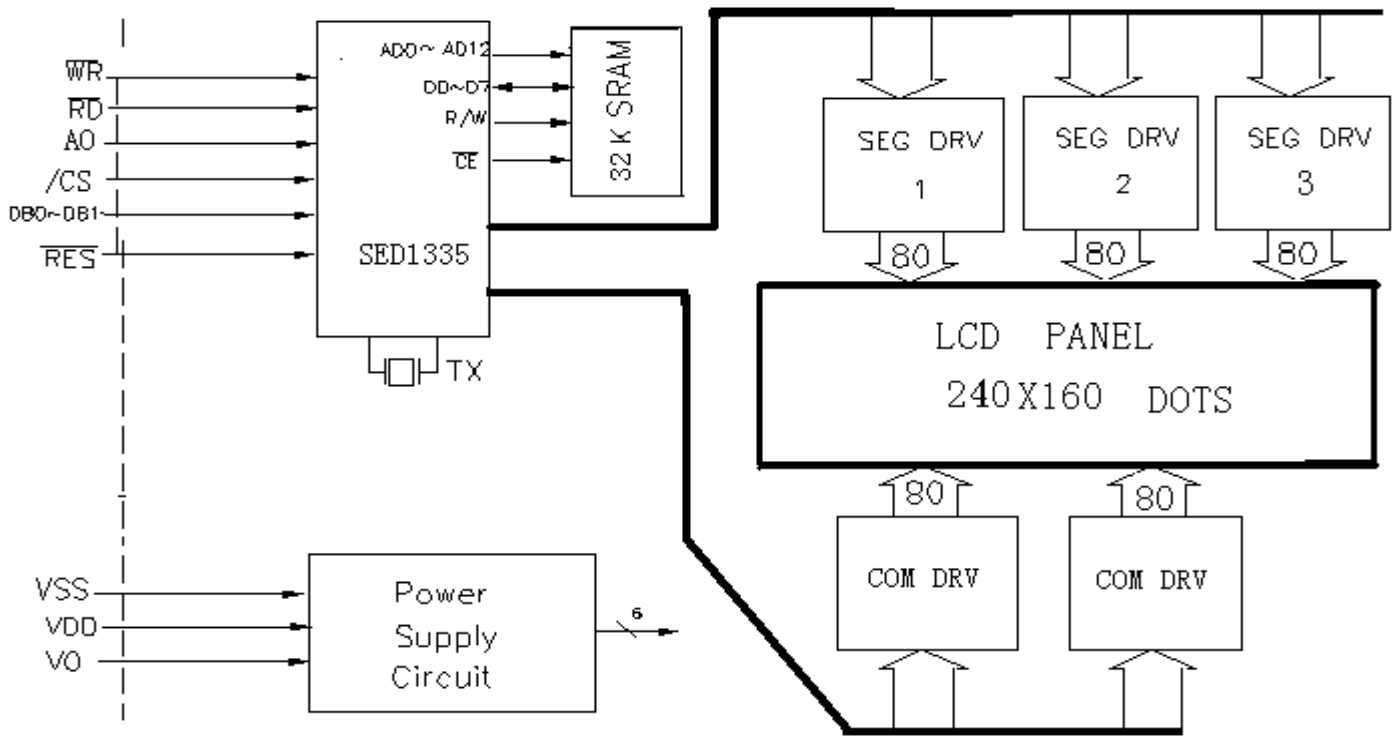 WR
RD
A0
/CS
DB0~DB1
RES
AD0~ AD12
D0~D7
R/W
CE
SED1335
TX
32 K SRAM
SEG DRV
1
SEG DRV
2
SEG DRV
3
80
80
80
LCD PANEL
240X160 DOTS
80
80
COM DRV
COM DRV
VSS
VDD
VO
Power
Supply
Circuit
6